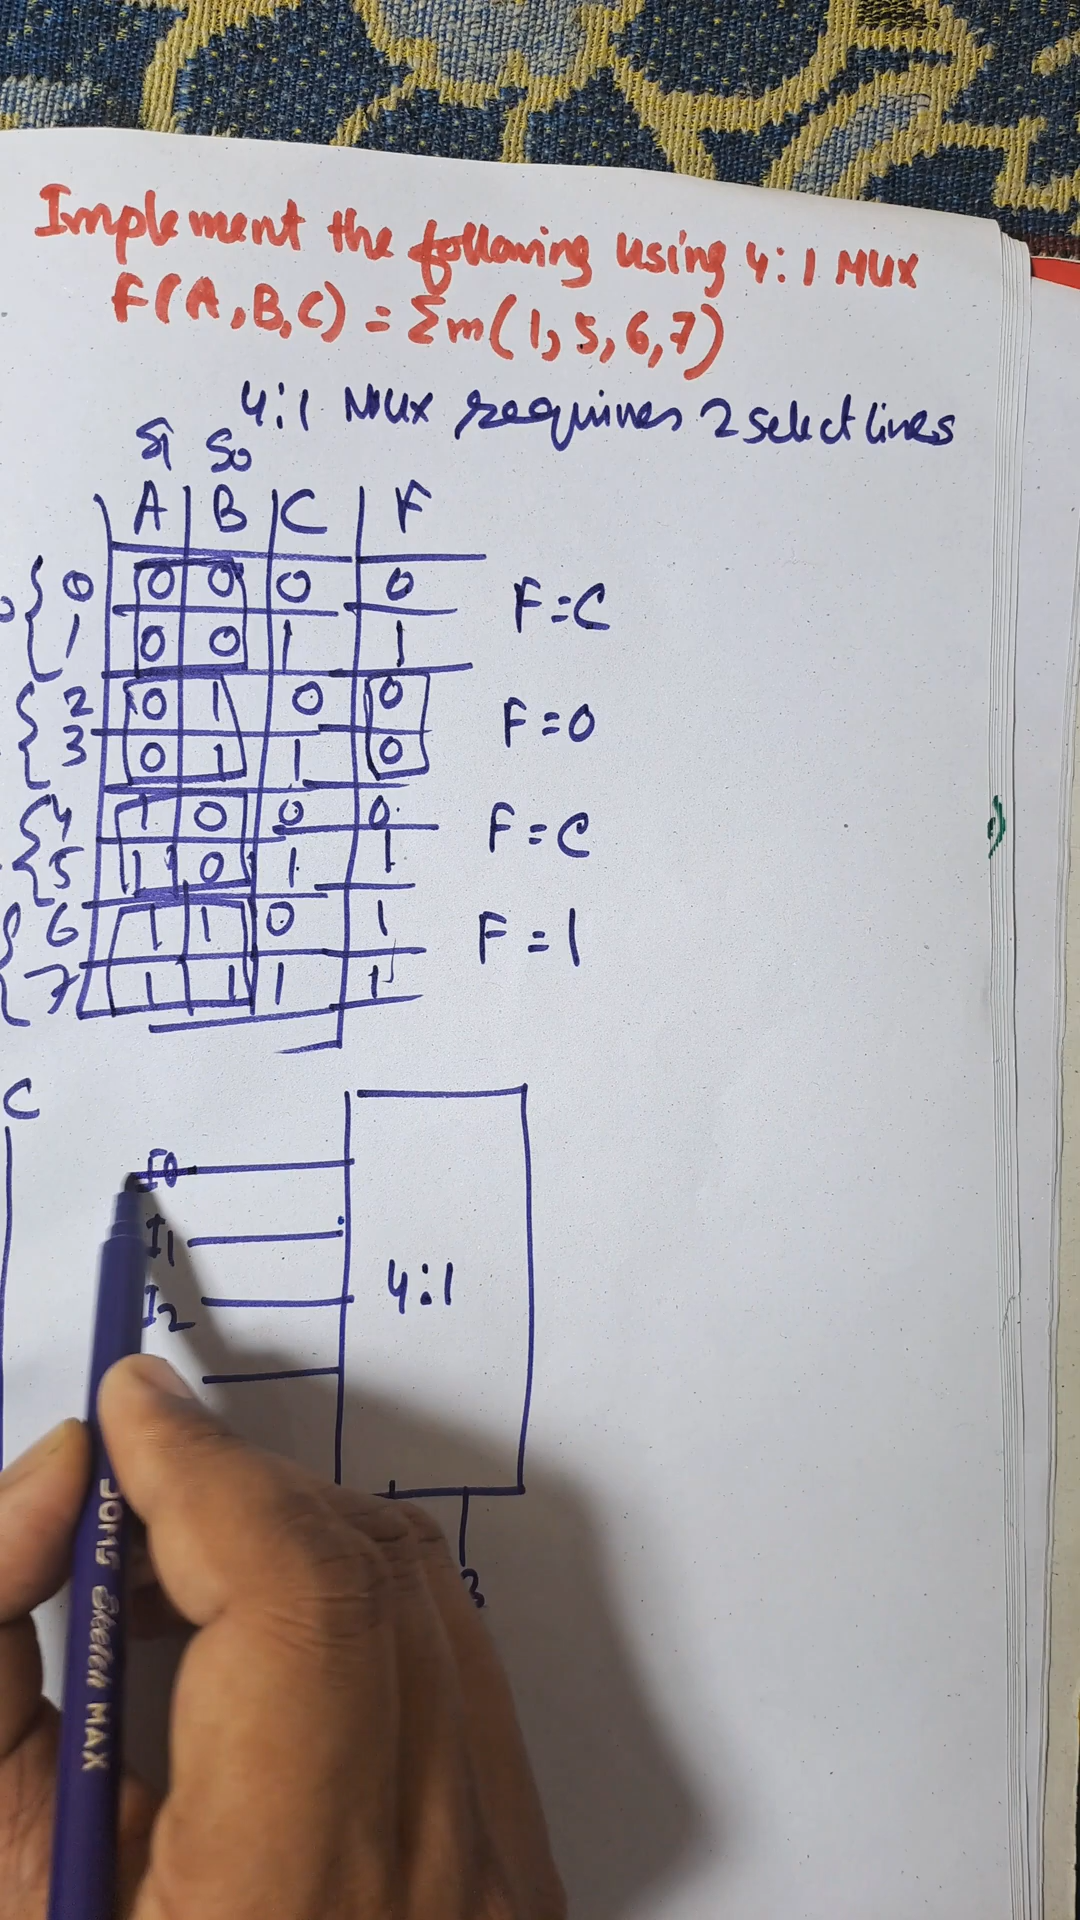 Implement the following using 4:1 MUX
F(A,B,C) = Σm(1,5,6,7)
4:1 MUX requires 2 select lines
S1 S0
A B C F
0 0 0 0 0 F=C
1 0 0 1 1
2 0 1 0 0 F=0
3 0 1 1 0
4 1 0 0 0 F=C
5 1 0 1 1
6 1 1 0 1 F=1
7 1 1 1 1
C
I0
I1
I2
4:1
DOMS Sketch MAX